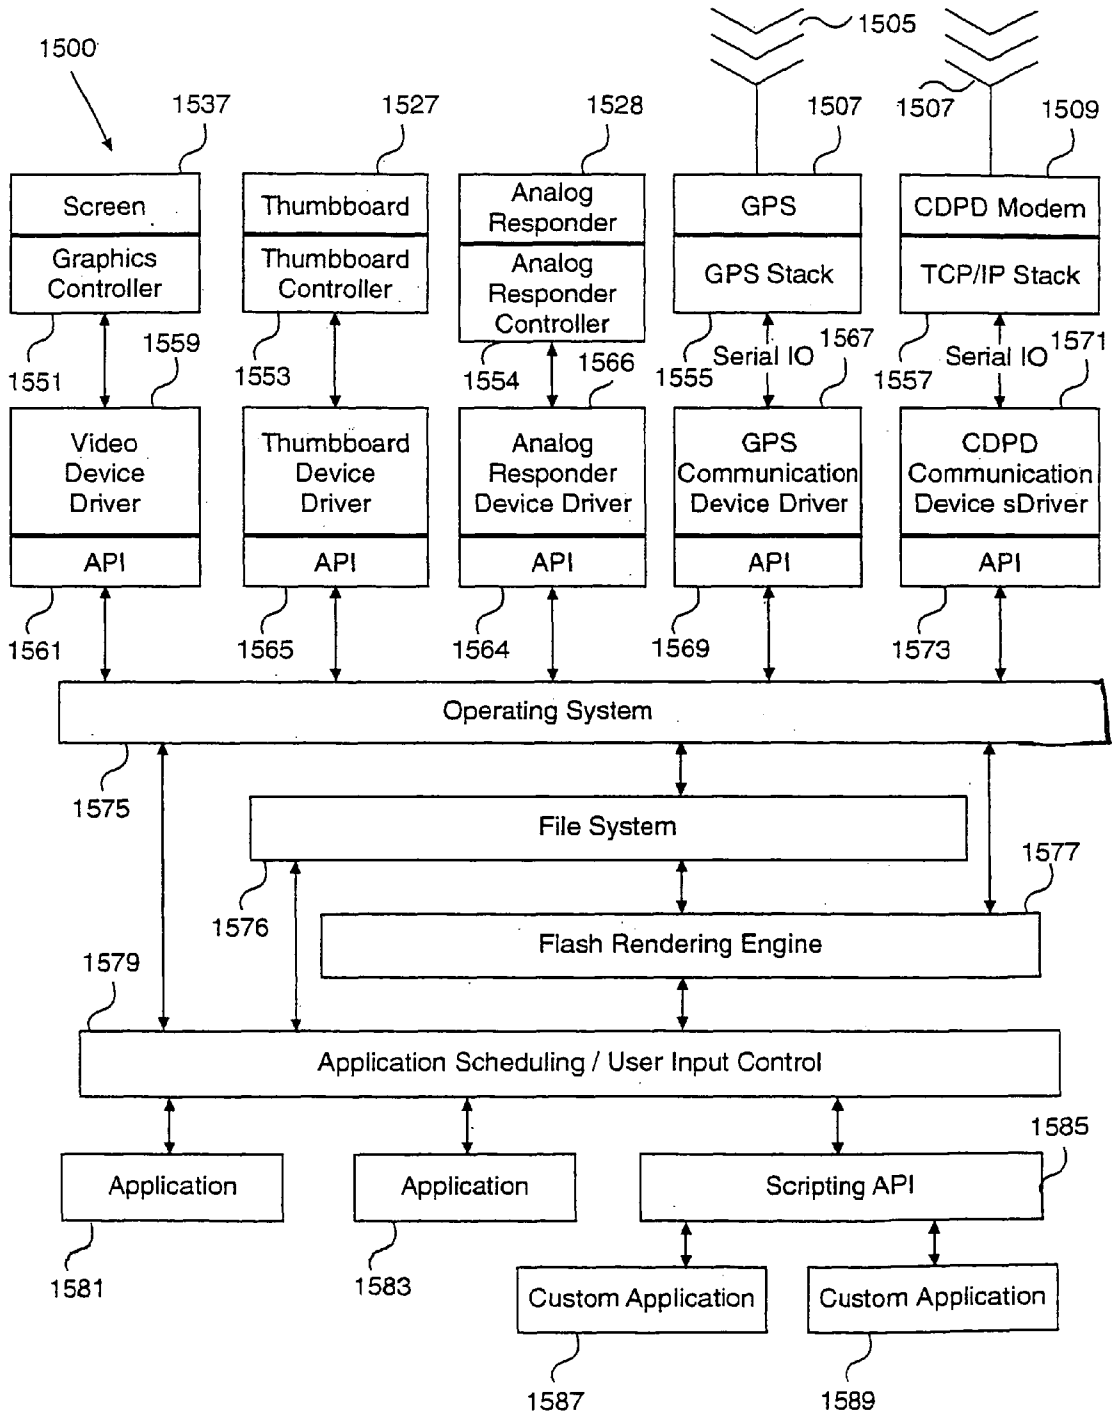 1500
1505
1537
1527
1528
1507
1507
1509
Screen
Graphics
Controller
Thumbboard
Thumbboard
Controller
Analog
Responder
Analog
Responder
Controller
GPS
GPS Stack
CDPD Modem
TCP/IP Stack
1551
1559
1553
1554
1566
1555
Serial IO
1567
1557
Serial IO
1571
Video
Device
Driver
API
Thumbboard
Device
Driver
API
Analog
Responder
Device Driver
API
GPS
Communication
Device Driver
API
CDPD
Communication
Device sDriver
API
1561
1565
1564
1569
1573
Operating System
1575
File System
1576
1577
Flash Rendering Engine
1579
Application Scheduling / User Input Control
1585
Application
Application
Scripting API
1581
1583
Custom Application
Custom Application
1587
1589